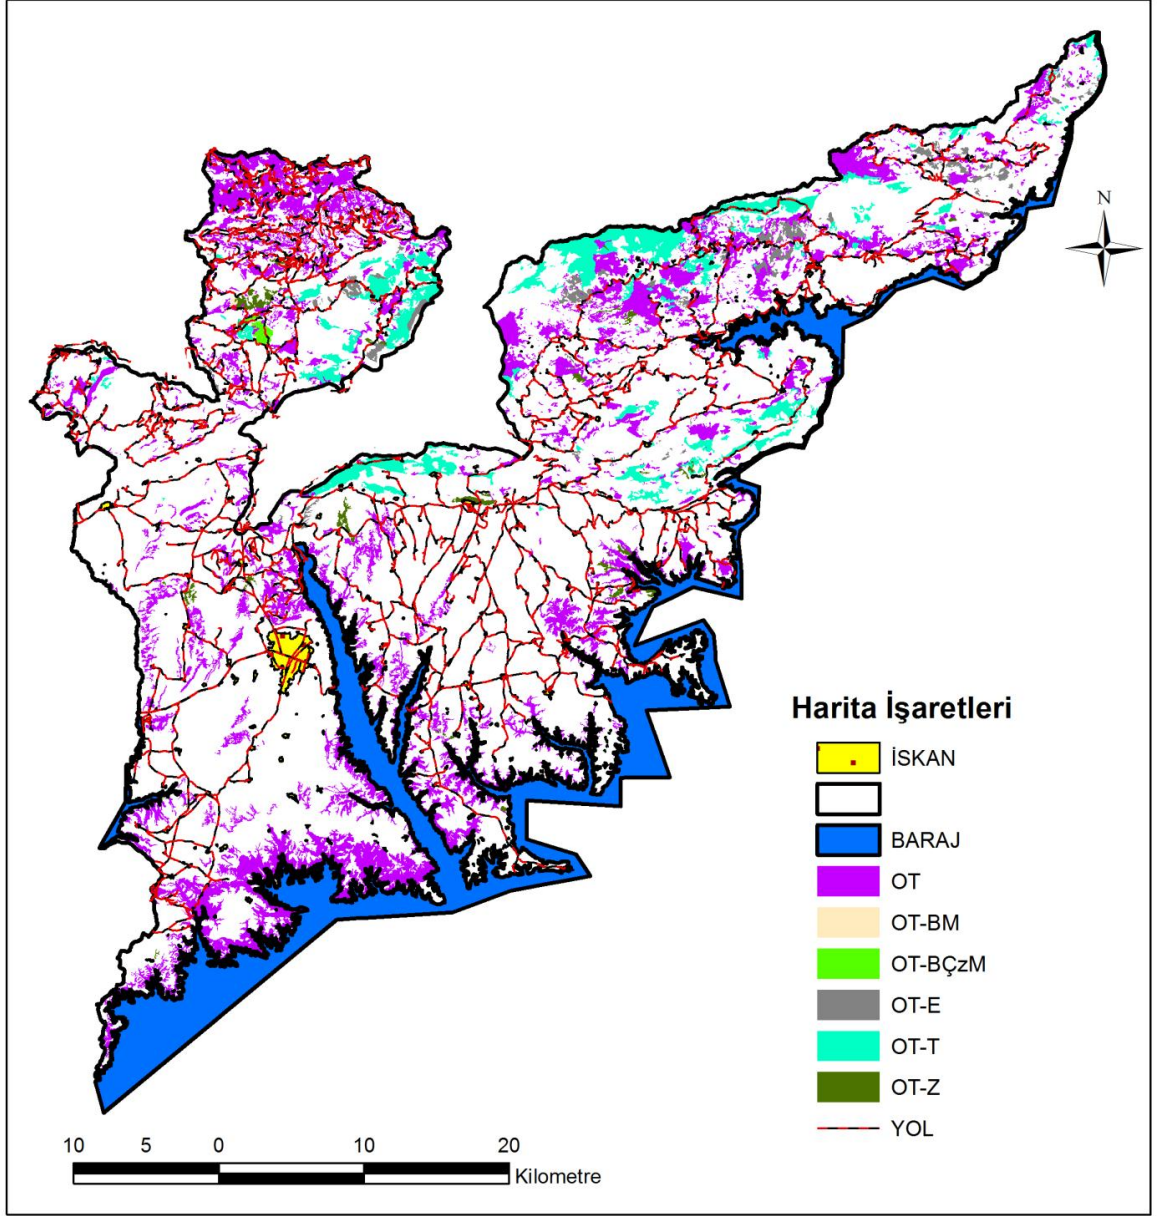 N
Harita İşaretleri
İSKAN
BARAJ
OT
OT-BM
OT-BÇzM
OT-E
OT-T
OT-Z
YOL
10 5 0 10 20
Kilometre